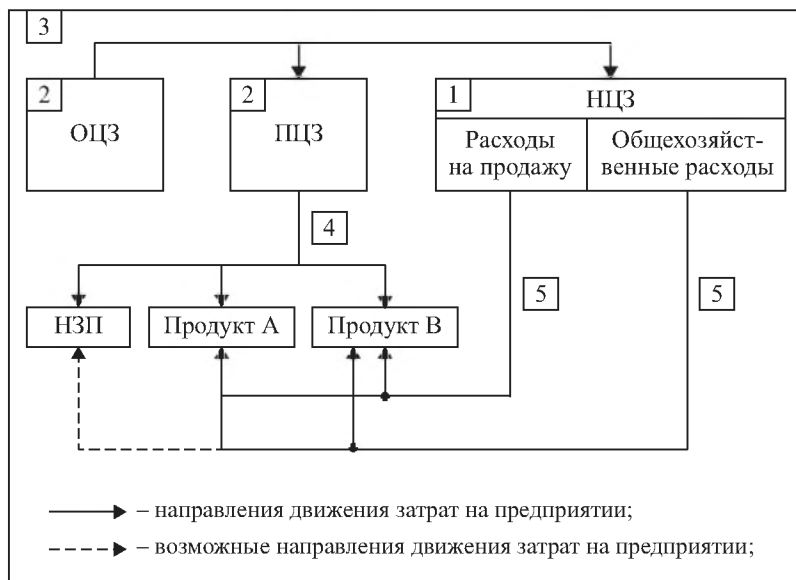 3
2
2
1
НЦЗ
ОЦЗ
ПЦЗ
Расходы
на продажу
Общехозяйст-
венные расходы
4
5
5
НЗП
Продукт А
Продукт В
– направления движения затрат на предприятии;
– возможные направления движения затрат на предприятии;